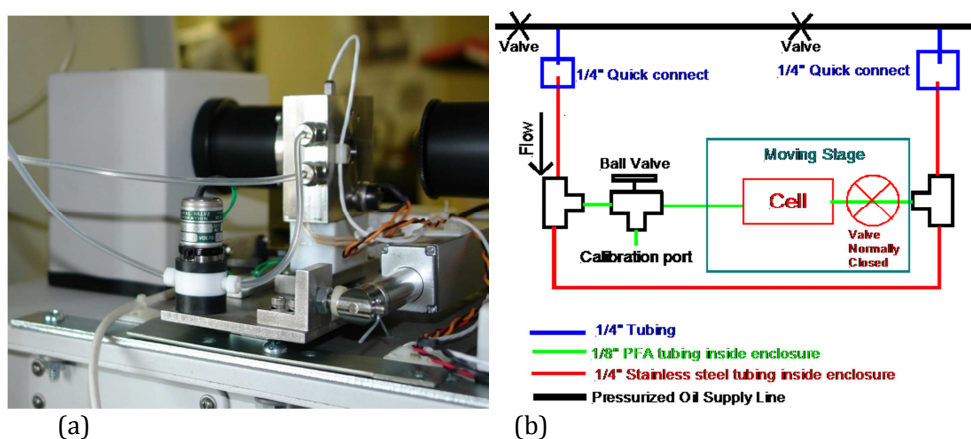 VALVE
VOLTS
(a)
(b)
Valve
Valve
1/4" Quick connect
1/4" Quick connect
Flow
Ball Valve
Moving Stage
Cell
Valve
Normally
Closed
Calibration port
1/4" Tubing
1/8" PFA tubing inside enclosure
1/4" Stainless steel tubing inside enclosure
Pressurized Oil Supply Line